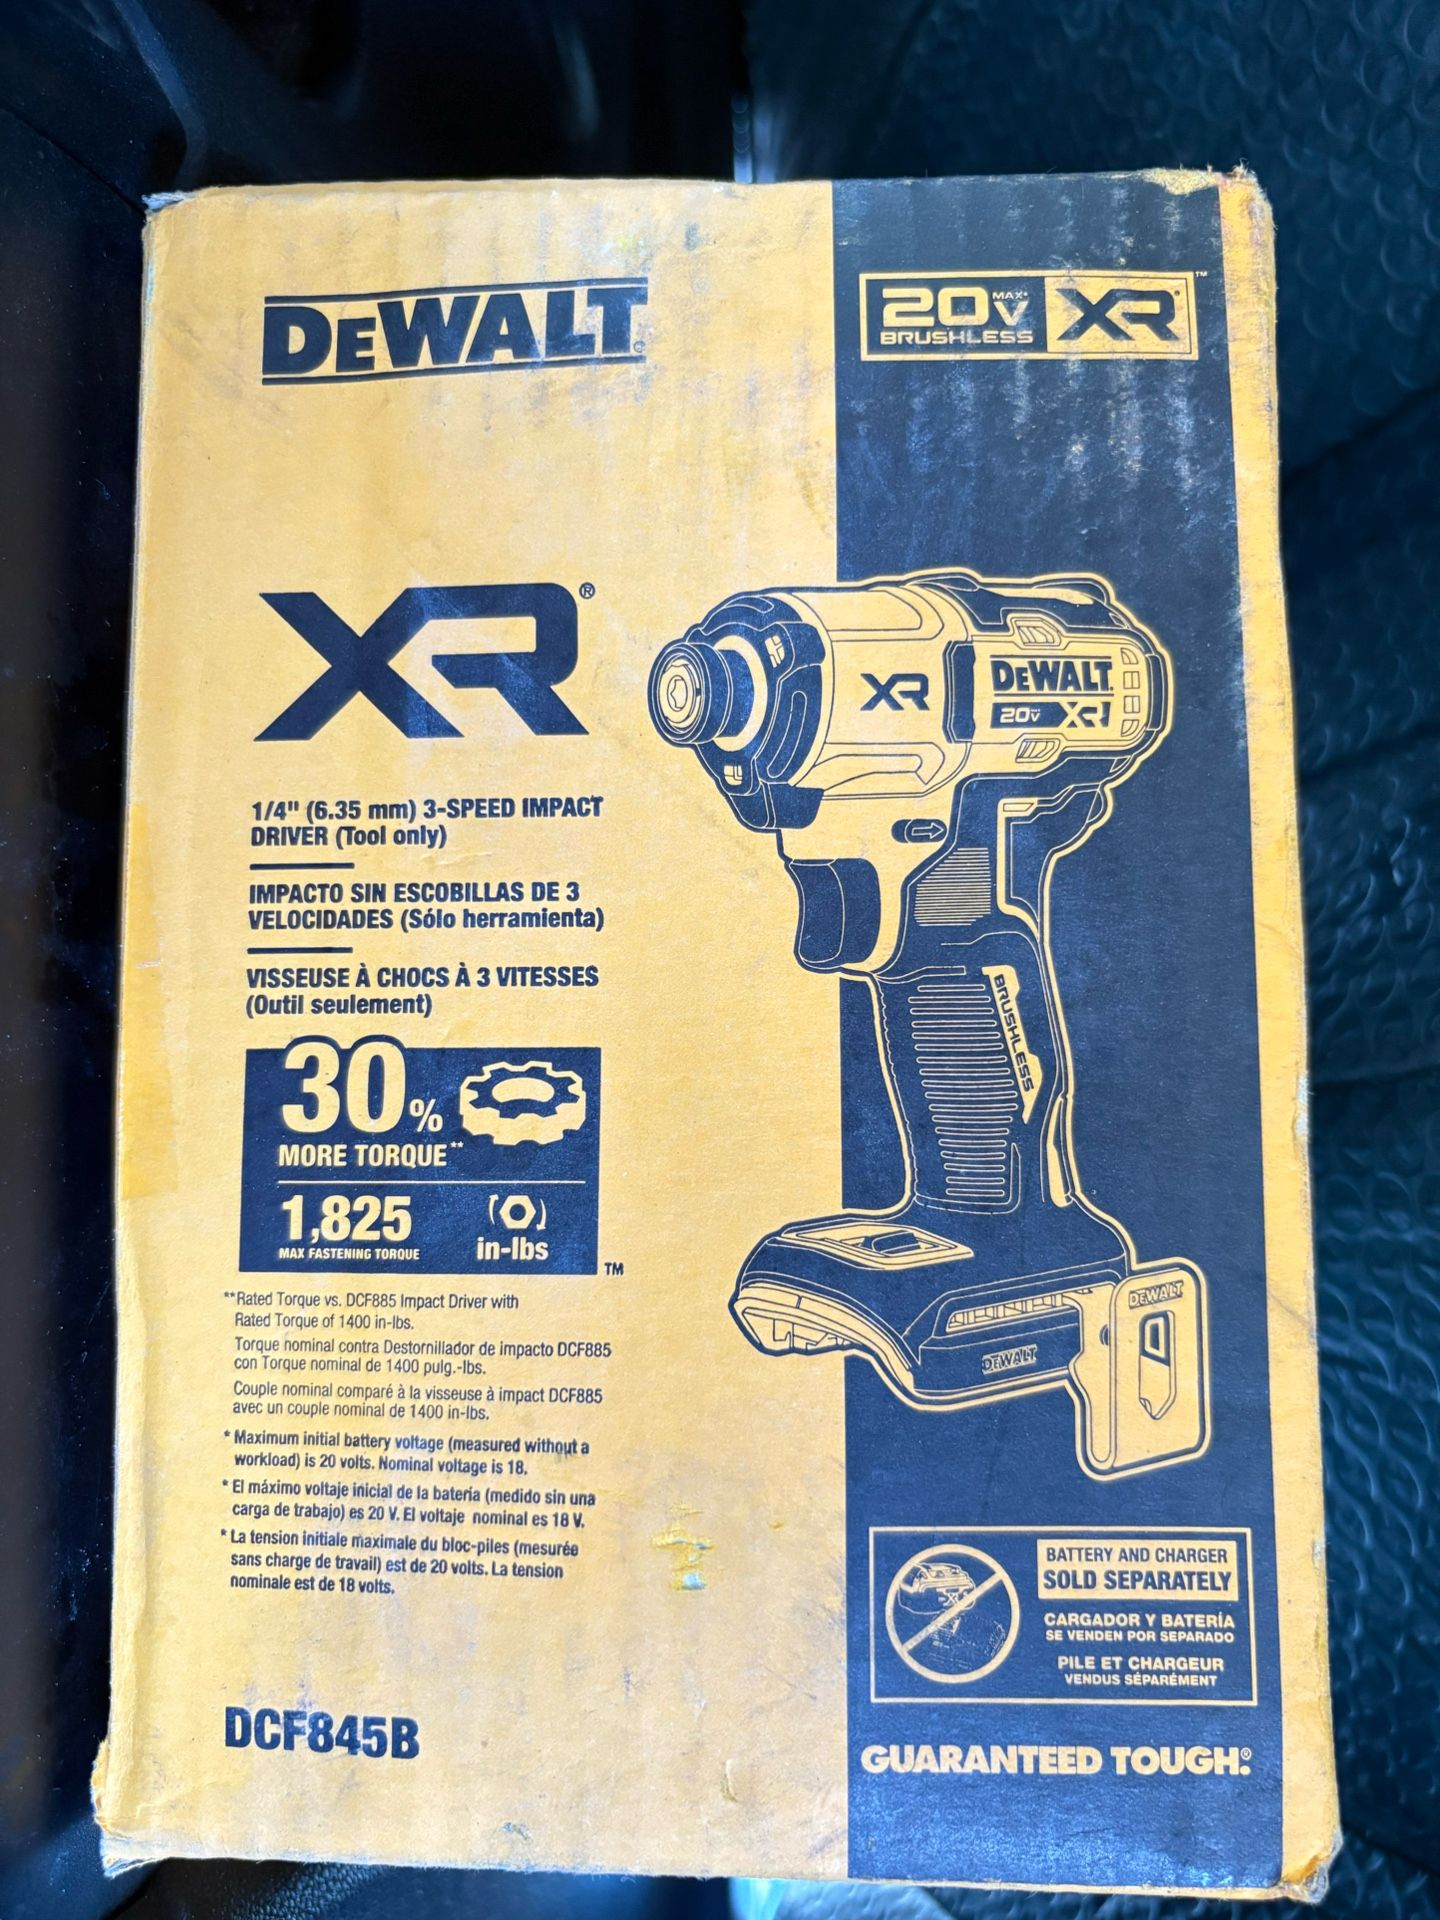 DEWALT®
20V MAX* XR®™
BRUSHLESS
XR®
1/4" (6.35 mm) 3-SPEED IMPACT
DRIVER (Tool only)
IMPACTO SIN ESCOBILLAS DE 3
VELOCIDADES (Sólo herramienta)
VISSEUSE À CHOCS À 3 VITESSES
(Outil seulement)
30%
MORE TORQUE**
1,825
MAX FASTENING TORQUE
in-lbs
TM
**Rated Torque vs. DCF885 Impact Driver with
Rated Torque of 1400 in-lbs.
Torque nominal contra Destornillador de impacto DCF885
con Torque nominal de 1400 pulg.-lbs.
Couple nominal comparé à la visseuse à impact DCF885
avec un couple nominal de 1400 in-lbs.
* Maximum initial battery voltage (measured without a
workload) is 20 volts. Nominal voltage is 18.
* El máximo voltaje inicial de la batería (medido sin una
carga de trabajo) es 20 V. El voltaje nominal es 18 V.
* La tension initiale maximale du bloc-piles (mesurée
sans charge de travail) est de 20 volts. La tension
nominale est de 18 volts.
DCF845B
XR
DEWALT
20V XR
BRUSHLESS
DEWALT
DEWALT
BATTERY AND CHARGER
SOLD SEPARATELY
CARGADOR Y BATERÍA
SE VENDEN POR SEPARADO
PILE ET CHARGEUR
VENDUS SÉPARÉMENT
GUARANTEED TOUGH.®